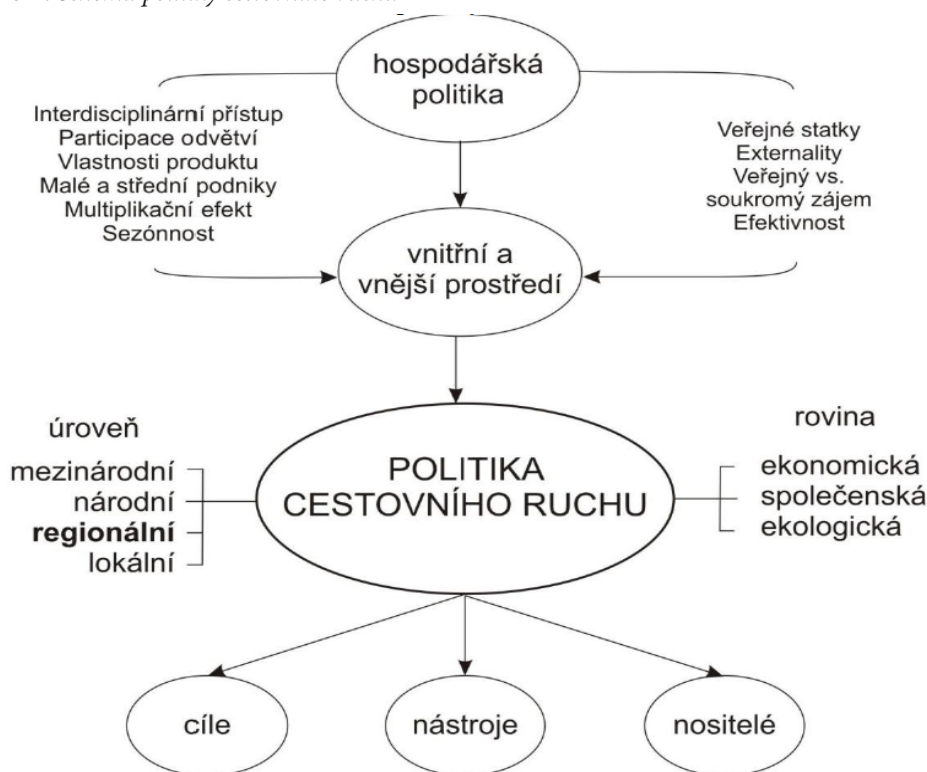 hospodářská
politika
Interdisciplinární přístup
Participace odvětví
Vlastnosti produktu
Malé a střední podniky
Multiplikační efekt
Sezónnost
Veřejné statky
Externality
Veřejný vs.
soukromý zájem
Efektivnost
vnitřní a
vnější prostředí
úroveň
mezinárodní
národní
regionální
lokální
POLITIKA
CESTOVNÍHO RUCHU
rovina
ekonomická
společenská
ekologická
cíle
nástroje
nositelé